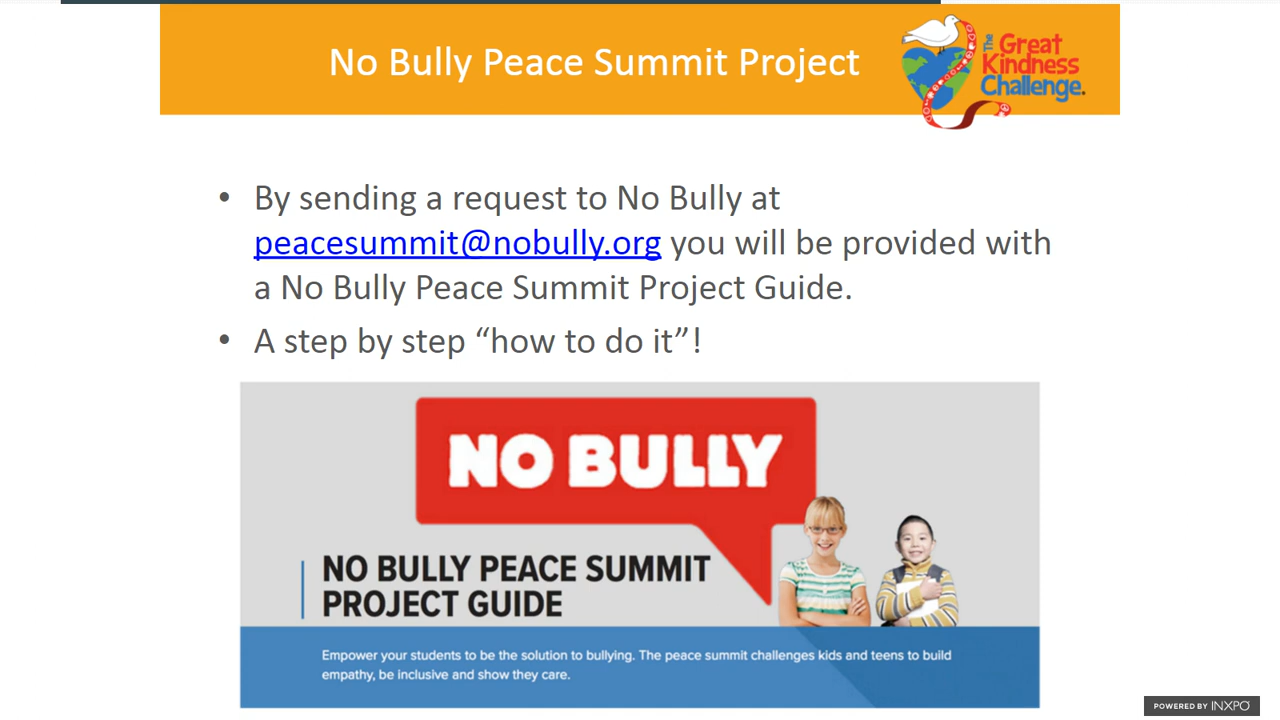 No Bully Peace Summit Project
The
Great
Kindness
Challenge.
• By sending a request to No Bully at
peacesummit@nobully.org you will be provided with
a No Bully Peace Summit Project Guide.
• A step by step “how to do it”!
NO BULLY
NO BULLY PEACE SUMMIT
PROJECT GUIDE
Empower your students to be the solution to bullying. The peace summit challenges kids and teens to build
empathy, be inclusive and show they care.
POWERED BY INXPO